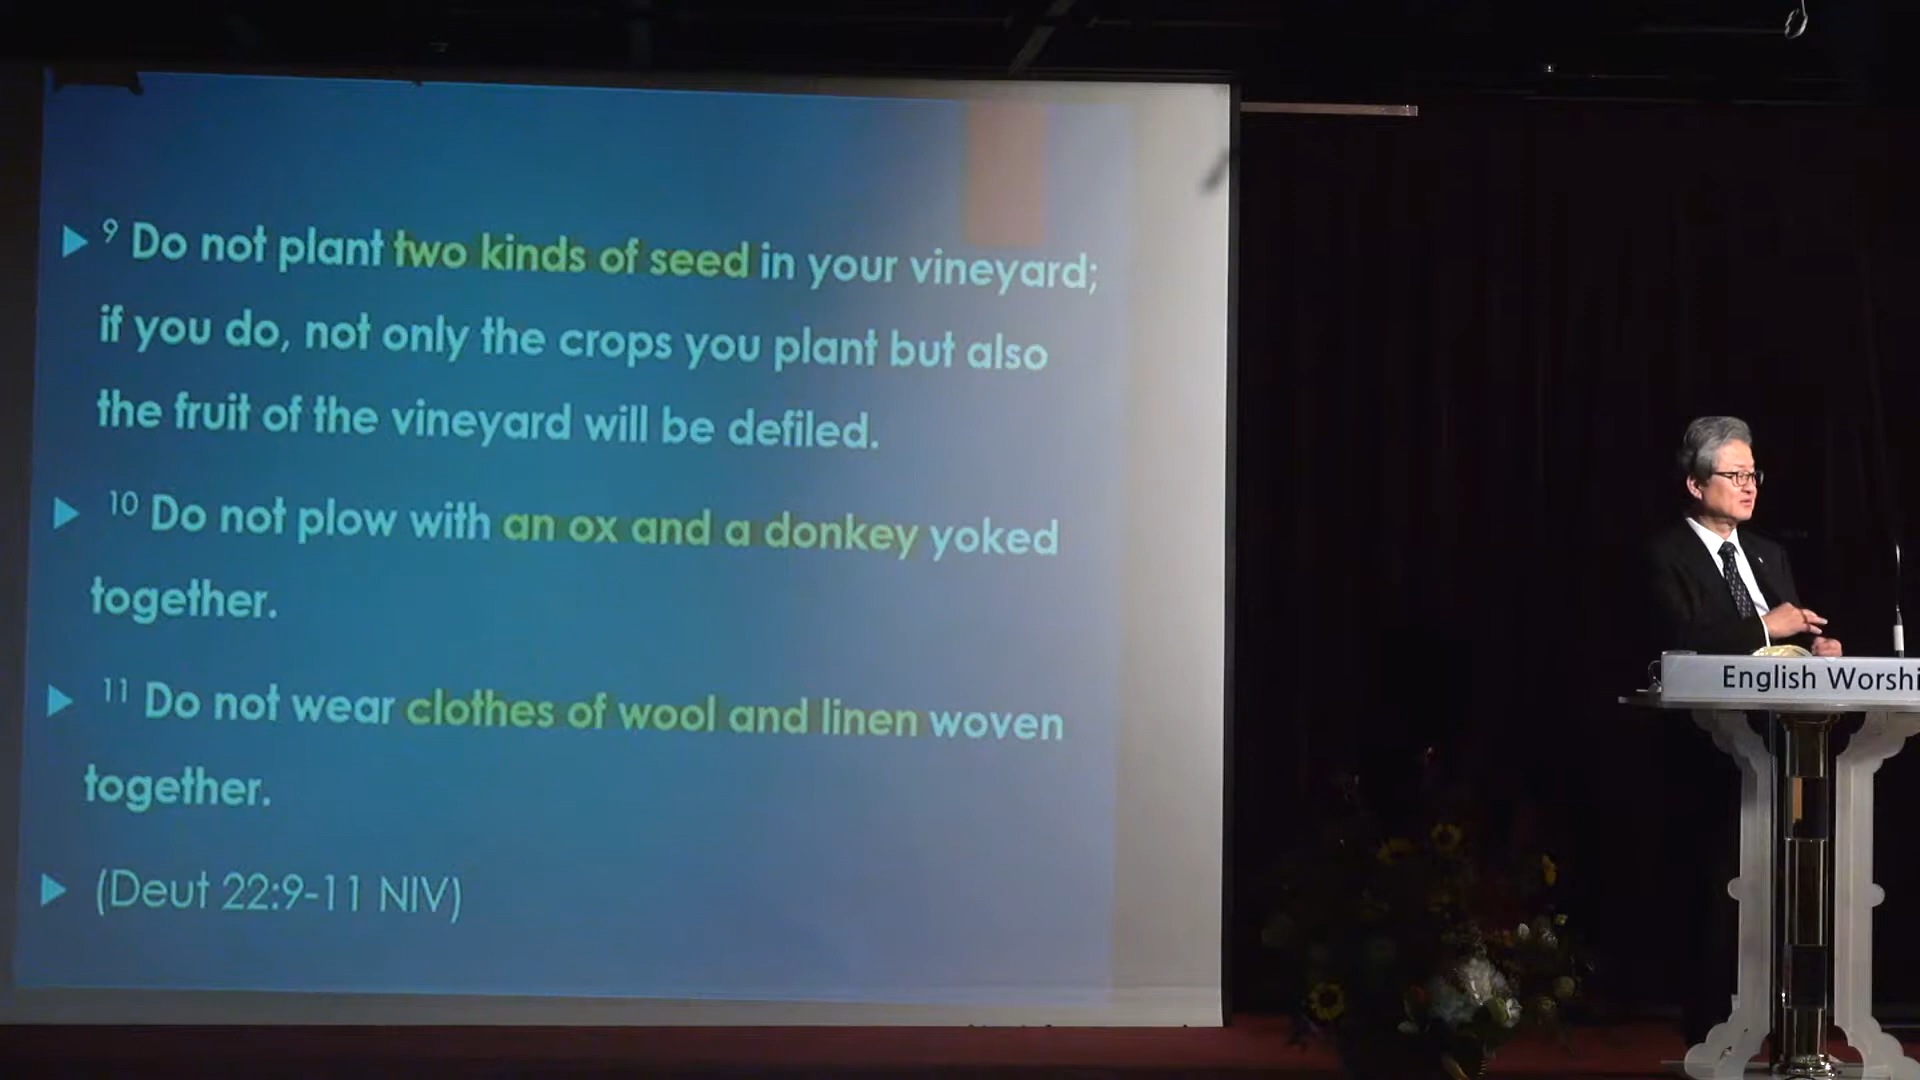 9 Do not plant two kinds of seed in your vineyard;
if you do, not only the crops you plant but also
the fruit of the vineyard will be defiled.
10 Do not plow with an ox and a donkey yoked
together.
11 Do not wear clothes of wool and linen woven
together.
(Deut 22:9-11 NIV)
English Worshi